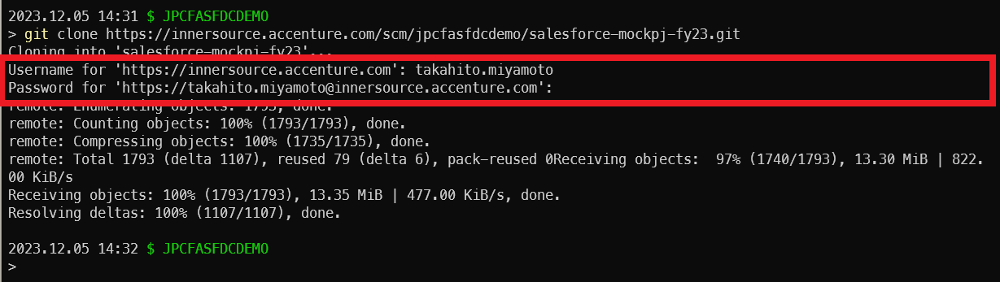 2023.12.05 14:31 $ JPCFASFDCDEMO
> git clone https://innersource.accenture.com/scm/jpcfasfdcdemo/salesforce-mockpj-fy23.git
Cloning into 'salesforce-mockpj-fy23'...
Username for 'https://innersource.accenture.com': takahito.miyamoto
Password for 'https://takahito.miyamoto@innersource.accenture.com':
remote: Enumerating objects: 1793, done.
remote: Counting objects: 100% (1793/1793), done.
remote: Compressing objects: 100% (1735/1735), done.
remote: Total 1793 (delta 1107), reused 79 (delta 6), pack-reused 0Receiving objects:  97% (1740/1793), 13.30 MiB | 822.
00 KiB/s
Receiving objects: 100% (1793/1793), 13.35 MiB | 477.00 KiB/s, done.
Resolving deltas: 100% (1107/1107), done.
2023.12.05 14:32 $ JPCFASFDCDEMO
>